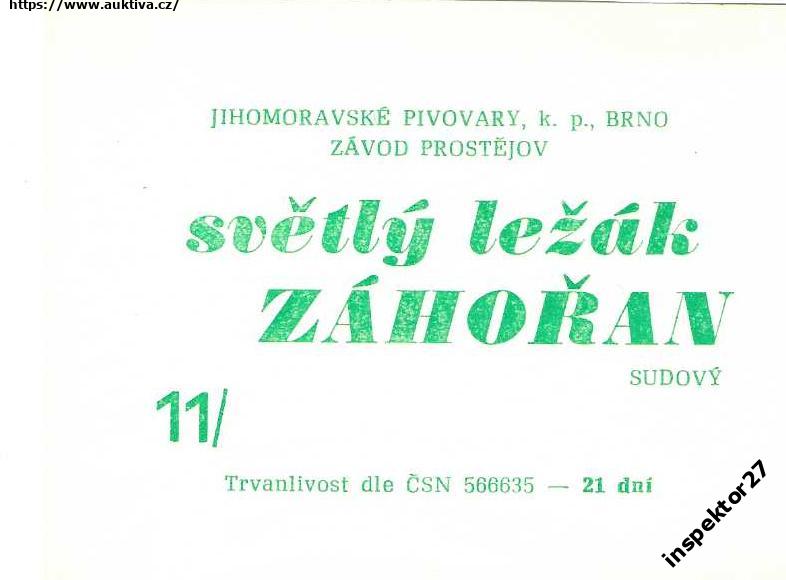 https://www.auktiva.cz/
JIHOMORAVSKÉ PIVOVARY, k. p., BRNO
ZÁVOD PROSTĚJOV
světlý ležák
ZÁHOŘAN
SUDOVÝ
11/
Trvanlivost dle ČSN 566635 — 21 dní
inspektor27